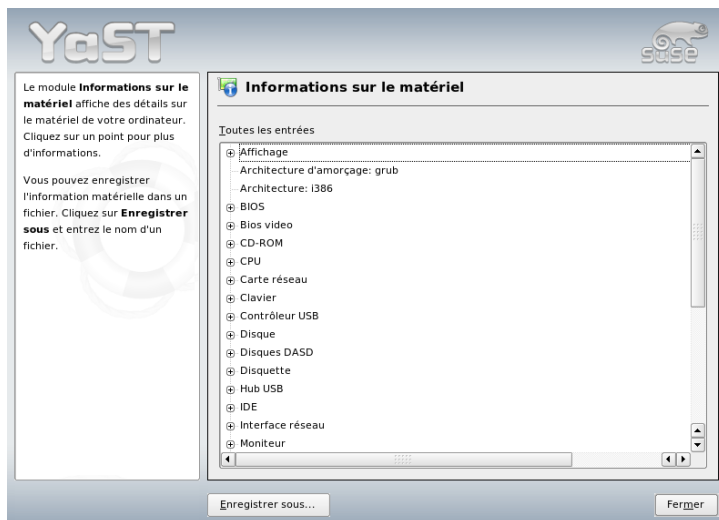 YaST
SUSE
Le module Informations sur le
matériel affiche des détails sur
le matériel de votre ordinateur.
Cliquez sur un point pour plus
d'informations.
Vous pouvez enregistrer
l'information matérielle dans un
fichier. Cliquez sur Enregistrer
sous et entrez le nom d'un
fichier.
Informations sur le matériel
Toutes les entrées
Affichage
Architecture d'amorçage: grub
Architecture: i386
BIOS
Bios video
CD-ROM
CPU
Carte réseau
Clavier
Contrôleur USB
Disque
Disques DASD
Disquette
Hub USB
IDE
Interface réseau
Moniteur
Enregistrer sous...
Fermer